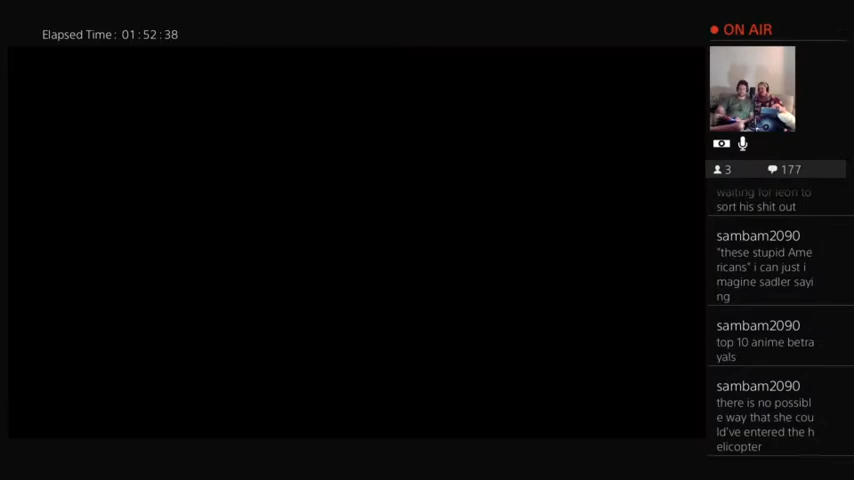 Elapsed Time: 01:52:38
ON AIR
3
177
waiting for leon to
sort his shit out
sambam2090
"these stupid Ame
ricans" i can just i
magine sadler sayi
ng
sambam2090
top 10 anime betra
yals
sambam2090
there is no possibl
e way that she cou
ld've entered the h
elicopter